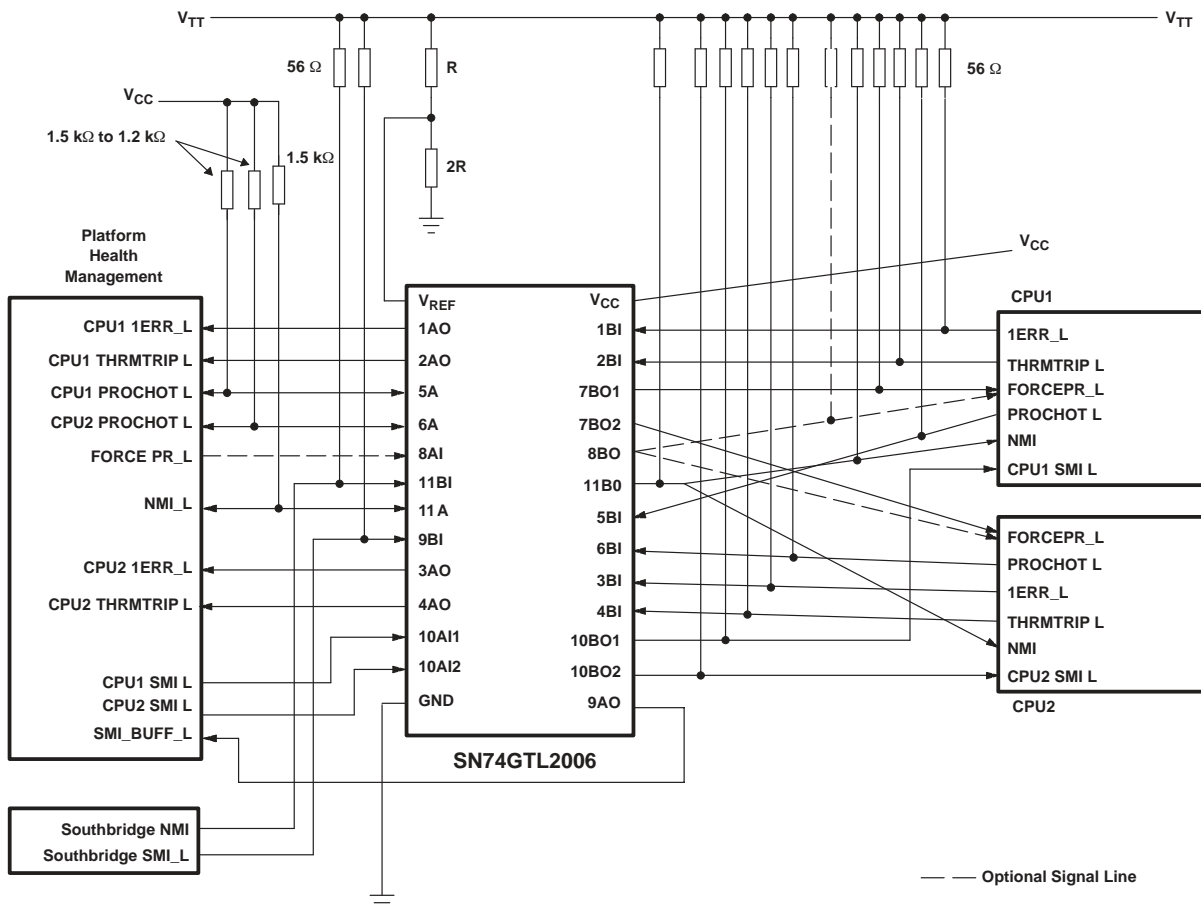 VTT
VTT
56 Ω
R
56 Ω
VCC
1.5 kΩ to 1.2 kΩ
1.5 kΩ
2R
Platform
Health
Management
VCC
CPU1
VREF
VCC
CPU1 1ERR_L
1AO
1BI
1ERR_L
CPU1 THRMTRIP L
2AO
2BI
THRMTRIP L
CPU1 PROCHOT L
5A
7BO1
FORCEPR_L
PROCHOT L
CPU2 PROCHOT L
6A
7BO2
NMI
FORCE PR_L
8AI
8BO
CPU1 SMI L
11BI
11B0
NMI_L
11A
5BI
9BI
6BI
FORCEPR_L
PROCHOT L
CPU2 1ERR_L
3AO
3BI
1ERR_L
CPU2 THRMTRIP L
4AO
4BI
THRMTRIP L
10AI1
10BO1
NMI
CPU1 SMI L
10AI2
10BO2
CPU2 SMI L
CPU2 SMI L
GND
9AO
CPU2
SMI_BUFF_L
SN74GTL2006
Southbridge NMI
Southbridge SMI_L
Optional Signal Line